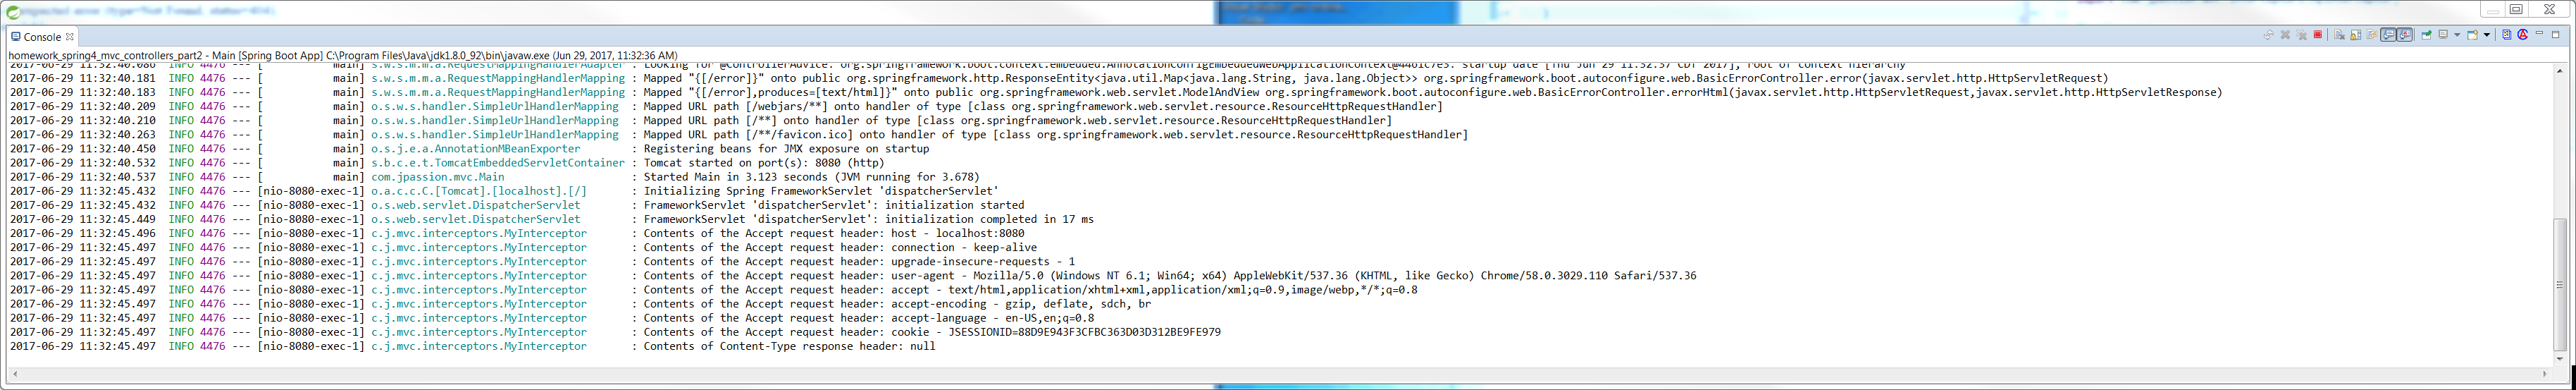 Console
homework_spring4_mvc_controllers_part2 - Main [Spring Boot App] C:\Program Files\Java\jdk1.8.0_92\bin\javaw.exe (Jun 29, 2017, 11:32:36 AM)
2017-06-29 11:32:40.080  INFO 4476 --- [           main] s.w.s.m.m.a.RequestMappingHandlerAdapter : Looking for @ControllerAdvice: org.springframework.boot.context.embedded.AnnotationConfigEmbeddedWebApplicationContext@4461c7e3: startup date [Thu Jun 29 11:32:37 CDT 2017]; root of context hierarchy
2017-06-29 11:32:40.181  INFO 4476 --- [           main] s.w.s.m.m.a.RequestMappingHandlerMapping : Mapped "{[/error]}" onto public org.springframework.http.ResponseEntity<java.util.Map<java.lang.String, java.lang.Object>> org.springframework.boot.autoconfigure.web.BasicErrorController.error(javax.servlet.http.HttpServletRequest)
2017-06-29 11:32:40.183  INFO 4476 --- [           main] s.w.s.m.m.a.RequestMappingHandlerMapping : Mapped "{[/error],produces=[text/html]}" onto public org.springframework.web.servlet.ModelAndView org.springframework.boot.autoconfigure.web.BasicErrorController.errorHtml(javax.servlet.http.HttpServletRequest,javax.servlet.http.HttpServletResponse)
2017-06-29 11:32:40.209  INFO 4476 --- [           main] o.s.w.s.handler.SimpleUrlHandlerMapping  : Mapped URL path [/webjars/**] onto handler of type [class org.springframework.web.servlet.resource.ResourceHttpRequestHandler]
2017-06-29 11:32:40.210  INFO 4476 --- [           main] o.s.w.s.handler.SimpleUrlHandlerMapping  : Mapped URL path [/**] onto handler of type [class org.springframework.web.servlet.resource.ResourceHttpRequestHandler]
2017-06-29 11:32:40.263  INFO 4476 --- [           main] o.s.w.s.handler.SimpleUrlHandlerMapping  : Mapped URL path [/**/favicon.ico] onto handler of type [class org.springframework.web.servlet.resource.ResourceHttpRequestHandler]
2017-06-29 11:32:40.450  INFO 4476 --- [           main] o.s.j.e.a.AnnotationMBeanExporter        : Registering beans for JMX exposure on startup
2017-06-29 11:32:40.532  INFO 4476 --- [           main] s.b.c.e.t.TomcatEmbeddedServletContainer : Tomcat started on port(s): 8080 (http)
2017-06-29 11:32:40.537  INFO 4476 --- [           main] com.jpassion.mvc.Main                    : Started Main in 3.123 seconds (JVM running for 3.678)
2017-06-29 11:32:45.432  INFO 4476 --- [nio-8080-exec-1] o.a.c.c.C.[Tomcat].[localhost].[/]       : Initializing Spring FrameworkServlet 'dispatcherServlet'
2017-06-29 11:32:45.432  INFO 4476 --- [nio-8080-exec-1] o.s.web.servlet.DispatcherServlet        : FrameworkServlet 'dispatcherServlet': initialization started
2017-06-29 11:32:45.449  INFO 4476 --- [nio-8080-exec-1] o.s.web.servlet.DispatcherServlet        : FrameworkServlet 'dispatcherServlet': initialization completed in 17 ms
2017-06-29 11:32:45.496  INFO 4476 --- [nio-8080-exec-1] c.j.mvc.interceptors.MyInterceptor       : Contents of the Accept request header: host - localhost:8080
2017-06-29 11:32:45.497  INFO 4476 --- [nio-8080-exec-1] c.j.mvc.interceptors.MyInterceptor       : Contents of the Accept request header: connection - keep-alive
2017-06-29 11:32:45.497  INFO 4476 --- [nio-8080-exec-1] c.j.mvc.interceptors.MyInterceptor       : Contents of the Accept request header: upgrade-insecure-requests - 1
2017-06-29 11:32:45.497  INFO 4476 --- [nio-8080-exec-1] c.j.mvc.interceptors.MyInterceptor       : Contents of the Accept request header: user-agent - Mozilla/5.0 (Windows NT 6.1; Win64; x64) AppleWebKit/537.36 (KHTML, like Gecko) Chrome/58.0.3029.110 Safari/537.36
2017-06-29 11:32:45.497  INFO 4476 --- [nio-8080-exec-1] c.j.mvc.interceptors.MyInterceptor       : Contents of the Accept request header: accept - text/html,application/xhtml+xml,application/xml;q=0.9,image/webp,*/*;q=0.8
2017-06-29 11:32:45.497  INFO 4476 --- [nio-8080-exec-1] c.j.mvc.interceptors.MyInterceptor       : Contents of the Accept request header: accept-encoding - gzip, deflate, sdch, br
2017-06-29 11:32:45.497  INFO 4476 --- [nio-8080-exec-1] c.j.mvc.interceptors.MyInterceptor       : Contents of the Accept request header: accept-language - en-US,en;q=0.8
2017-06-29 11:32:45.497  INFO 4476 --- [nio-8080-exec-1] c.j.mvc.interceptors.MyInterceptor       : Contents of the Accept request header: cookie - JSESSIONID=88D9E943F3CFBC363D03D312BE9FE979
2017-06-29 11:32:45.497  INFO 4476 --- [nio-8080-exec-1] c.j.mvc.interceptors.MyInterceptor       : Contents of Content-Type response header: null